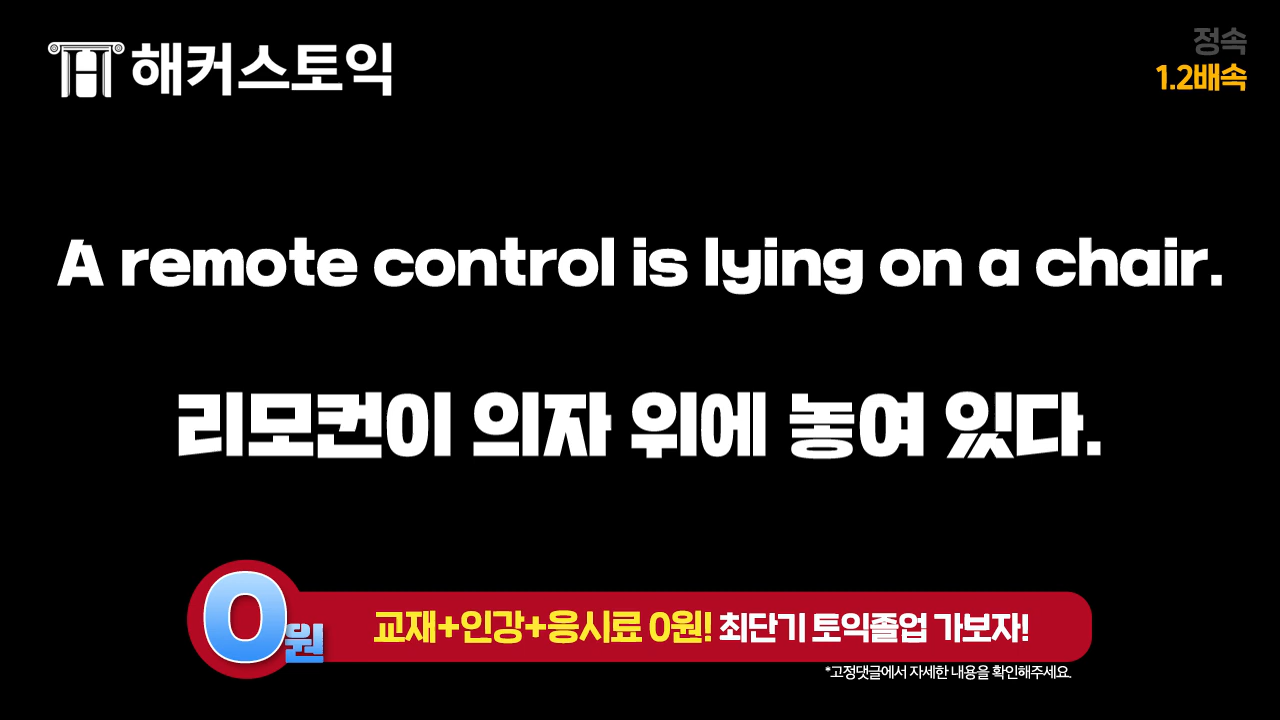 해커스토익
정속
1.2배속
A remote control is lying on a chair.
리모컨이 의자 위에 놓여 있다.
0원
교재+인강+응시료 0원! 최단기 토익졸업 가보자!
*고정댓글에서 자세한 내용을 확인해주세요.